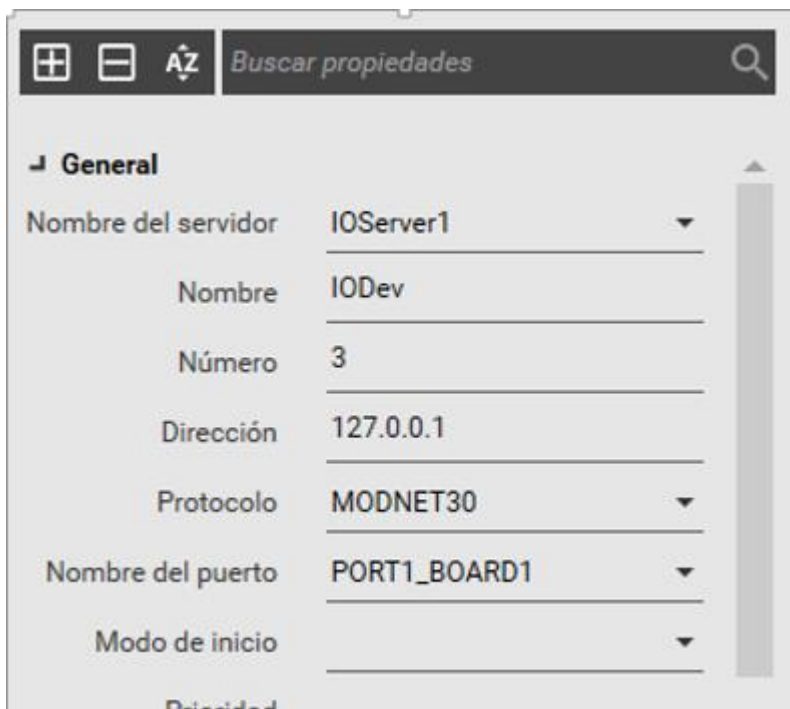 Buscar propiedades
General
Nombre del servidor IOServer1
Nombre IODev
Número 3
Dirección 127.0.0.1
Protocolo MODNET30
Nombre del puerto PORT1_BOARD1
Modo de inicio